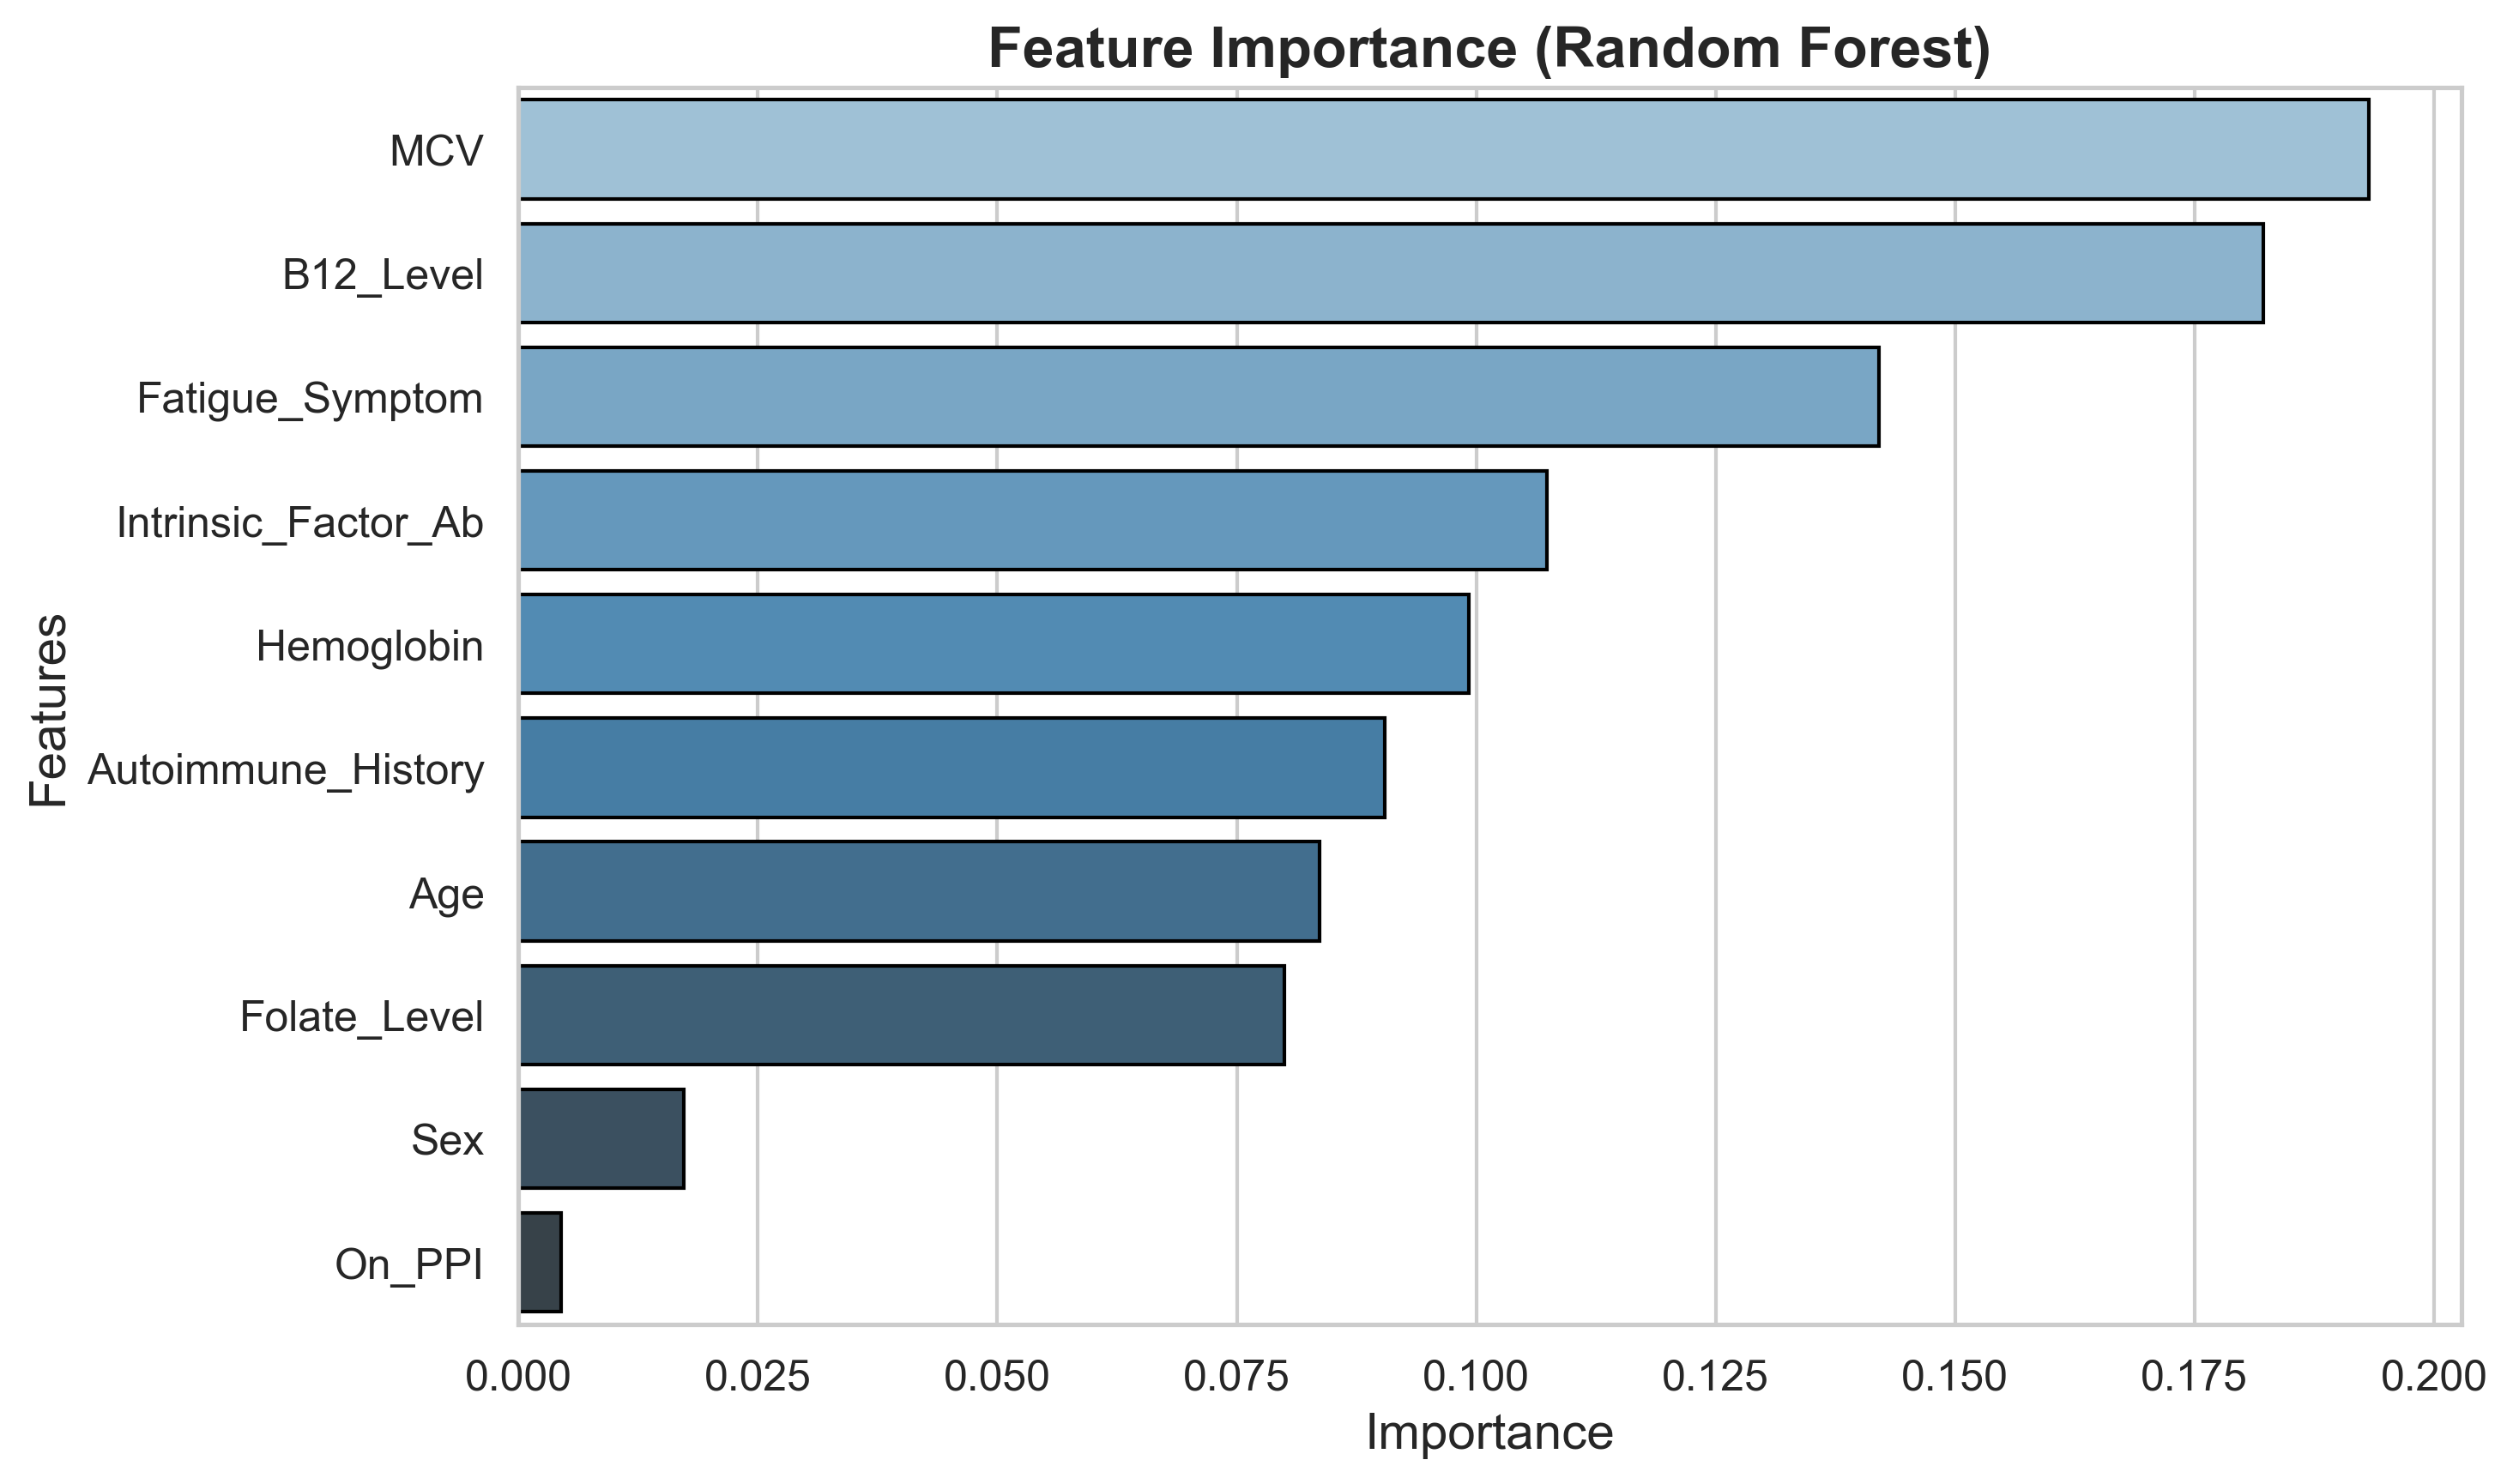 Feature Importance (Random Forest)
Features
MCV
B12_Level
Fatigue_Symptom
Intrinsic_Factor_Ab
Hemoglobin
Autoimmune_History
Age
Folate_Level
Sex
On_PPI
0.000 0.025 0.050 0.075 0.100 0.125 0.150 0.175 0.200
Importance